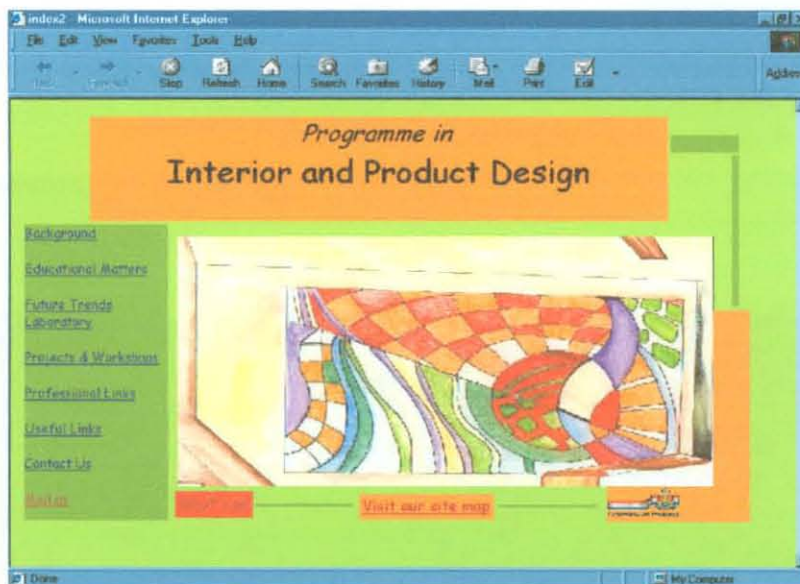 index2 - Microsoft Internet Explorer
File Edit View Favorites Tools Help
Stop Refresh Home Search Favorites History Mail Print Edit
Address
Programme in
Interior and Product Design
Background
Educational Matters
Future Trends
Laboratory
Projects & Workshops
Professional Links
Useful Links
Contact Us
Visit our site map
Done
My Computer